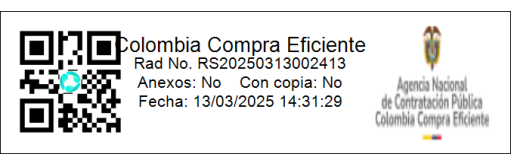 Colombia Compra Eficiente
Rad No. RS20250313002413
Anexos: No Con copia: No
Fecha: 13/03/2025 14:31:29
Agencia Nacional
de Contratación Pública
Colombia Compra Eficiente